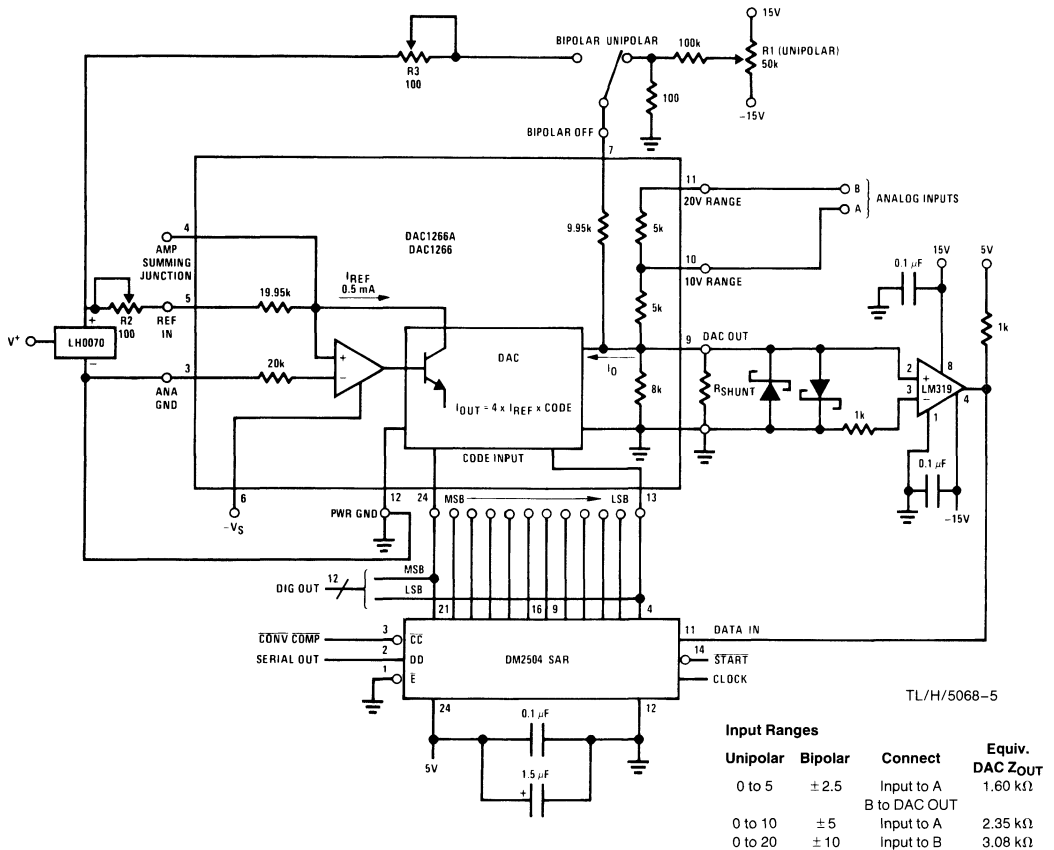 15V
BIPOLAR UNIPOLAR
100k
R1 (UNIPOLAR)
50k
R3
100
100
-15V
BIPOLAR OFF
7
11
20V RANGE
B
A
ANALOG INPUTS
4
AMP
SUMMING
JUNCTION
DAC1266A
DAC1266
9.95k
5k
10
10V RANGE
15V
5V
0.1 μF
IREF
0.5 mA
5
REF
IN
19.95k
R2
100
5k
1k
V+
LH0070
+
−
9
DAC OUT
DAC
IO
3
ANA
GND
20k
+
−
8k
RSHUNT
2
3
+
−
LM319
8
4
1
IOUT = 4 x IREF x CODE
1k
CODE INPUT
0.1 μF
-15V
6
-VS
12
24
MSB
LSB
13
PWR GND
DIG OUT
12
MSB
LSB
21
16
9
4
CONV COMP
3
CC
11
DATA IN
SERIAL OUT
2
DD
DM2504 SAR
14
START
1
E
CLOCK
24
12
5V
0.1 μF
1.5 μF
+
TL/H/5068–5
Input Ranges
Unipolar Bipolar Connect Equiv. DAC ZOUT
0 to 5 ±2.5 Input to A 1.60 kΩ
B to DAC OUT
0 to 10 ±5 Input to A 2.35 kΩ
0 to 20 ±10 Input to B 3.08 kΩ